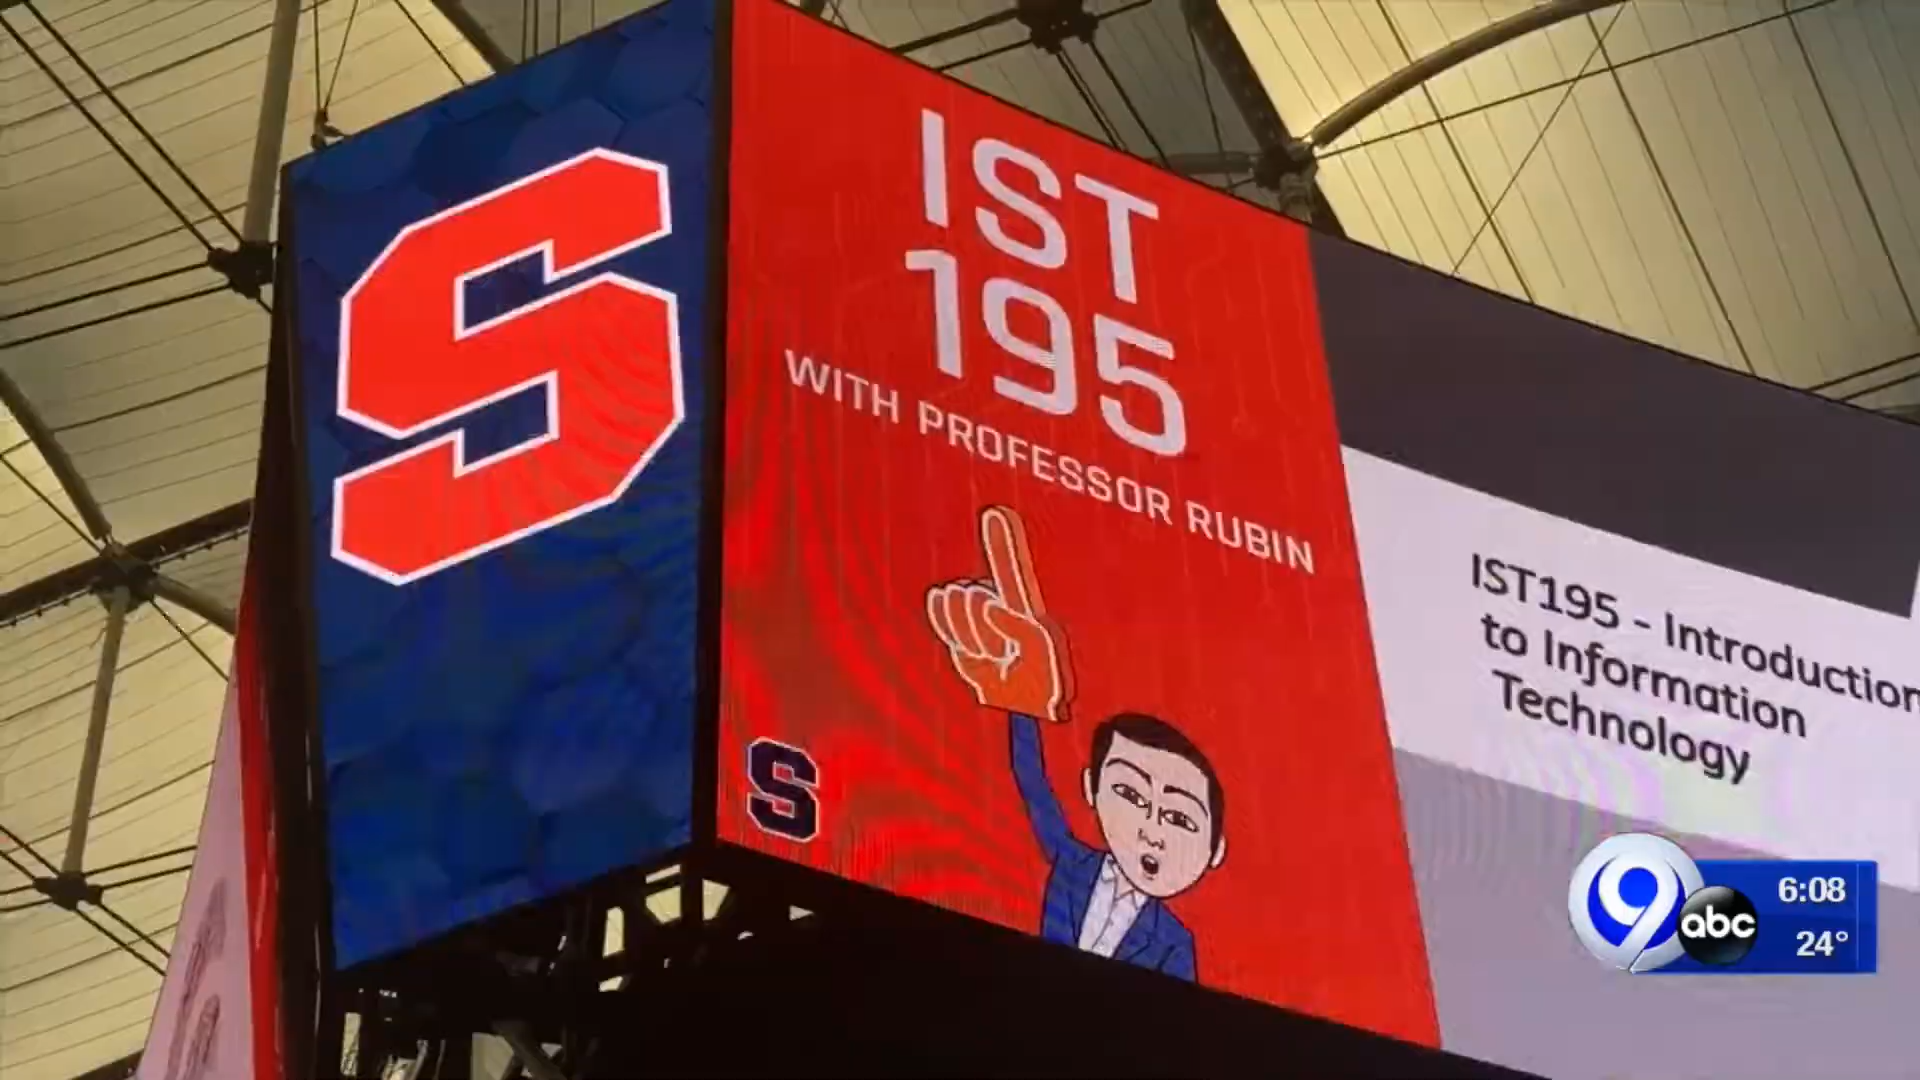 S
IST
195
WITH PROFESSOR RUBIN
S
IST195 - Introduction
to Information
Technology
9
abc
6:08
24°